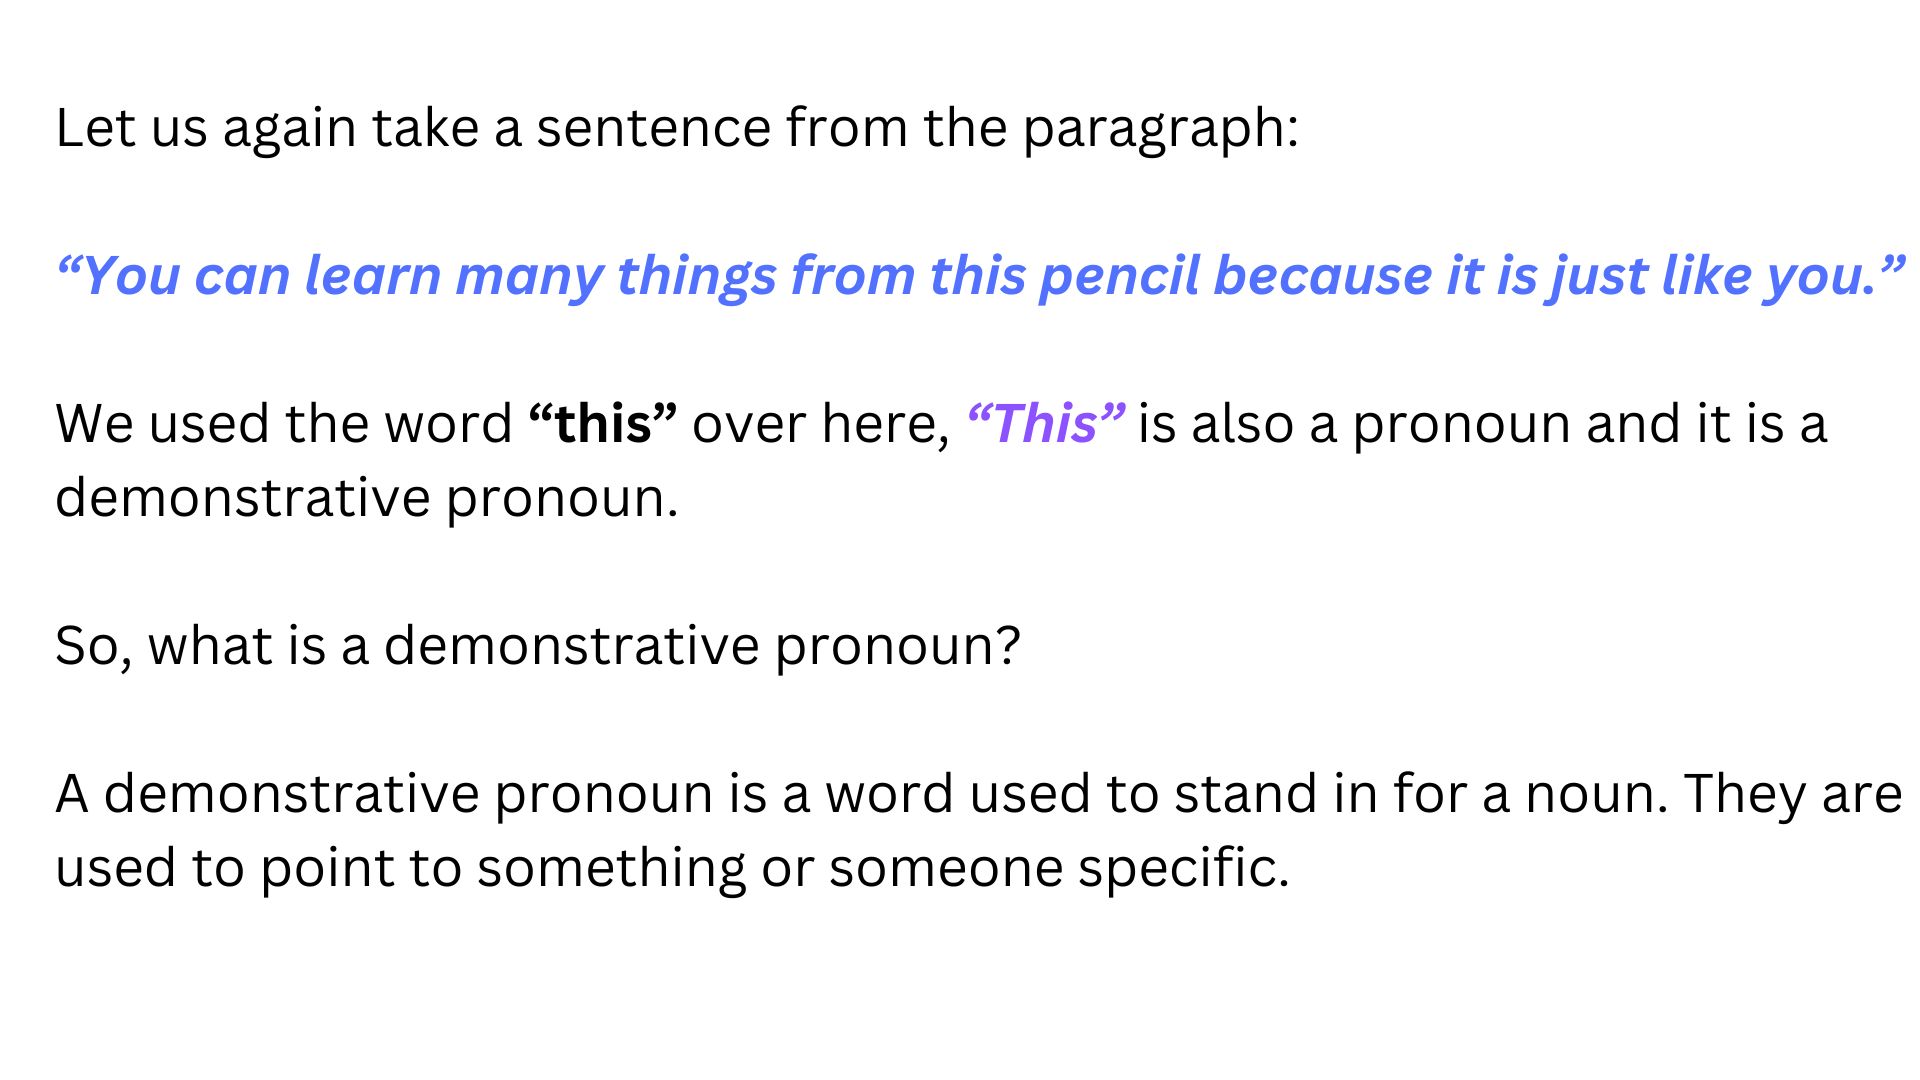 Let us again take a sentence from the paragraph:
“You can learn many things from this pencil because it is just like you.”
We used the word “this” over here, “This” is also a pronoun and it is a
demonstrative pronoun.
So, what is a demonstrative pronoun?
A demonstrative pronoun is a word used to stand in for a noun. They are
used to point to something or someone specific.